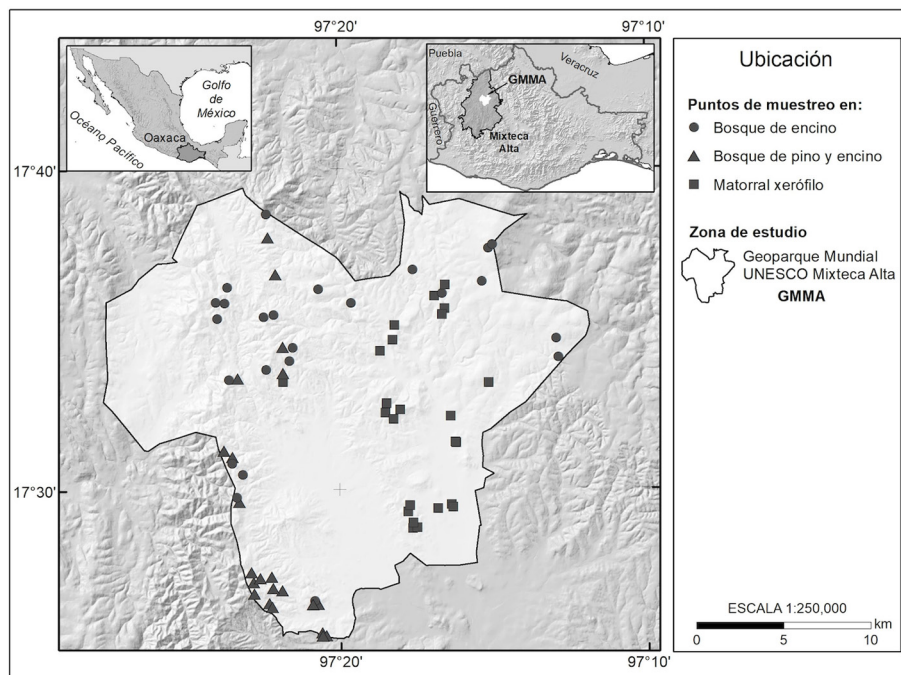 97°20'
97°10'
Golfo
de
México
Océano Pacífico
Oaxaca
Puebla
Veracruz
GMMA
Guerrero
Mixteca
Alta
17°40'
17°30'
97°20'
97°10'
Ubicación
Puntos de muestreo en:
Bosque de encino
Bosque de pino y encino
Matorral xerófilo
Zona de estudio
Geoparque Mundial
UNESCO Mixteca Alta
GMMA
ESCALA 1:250,000
km
0 5 10